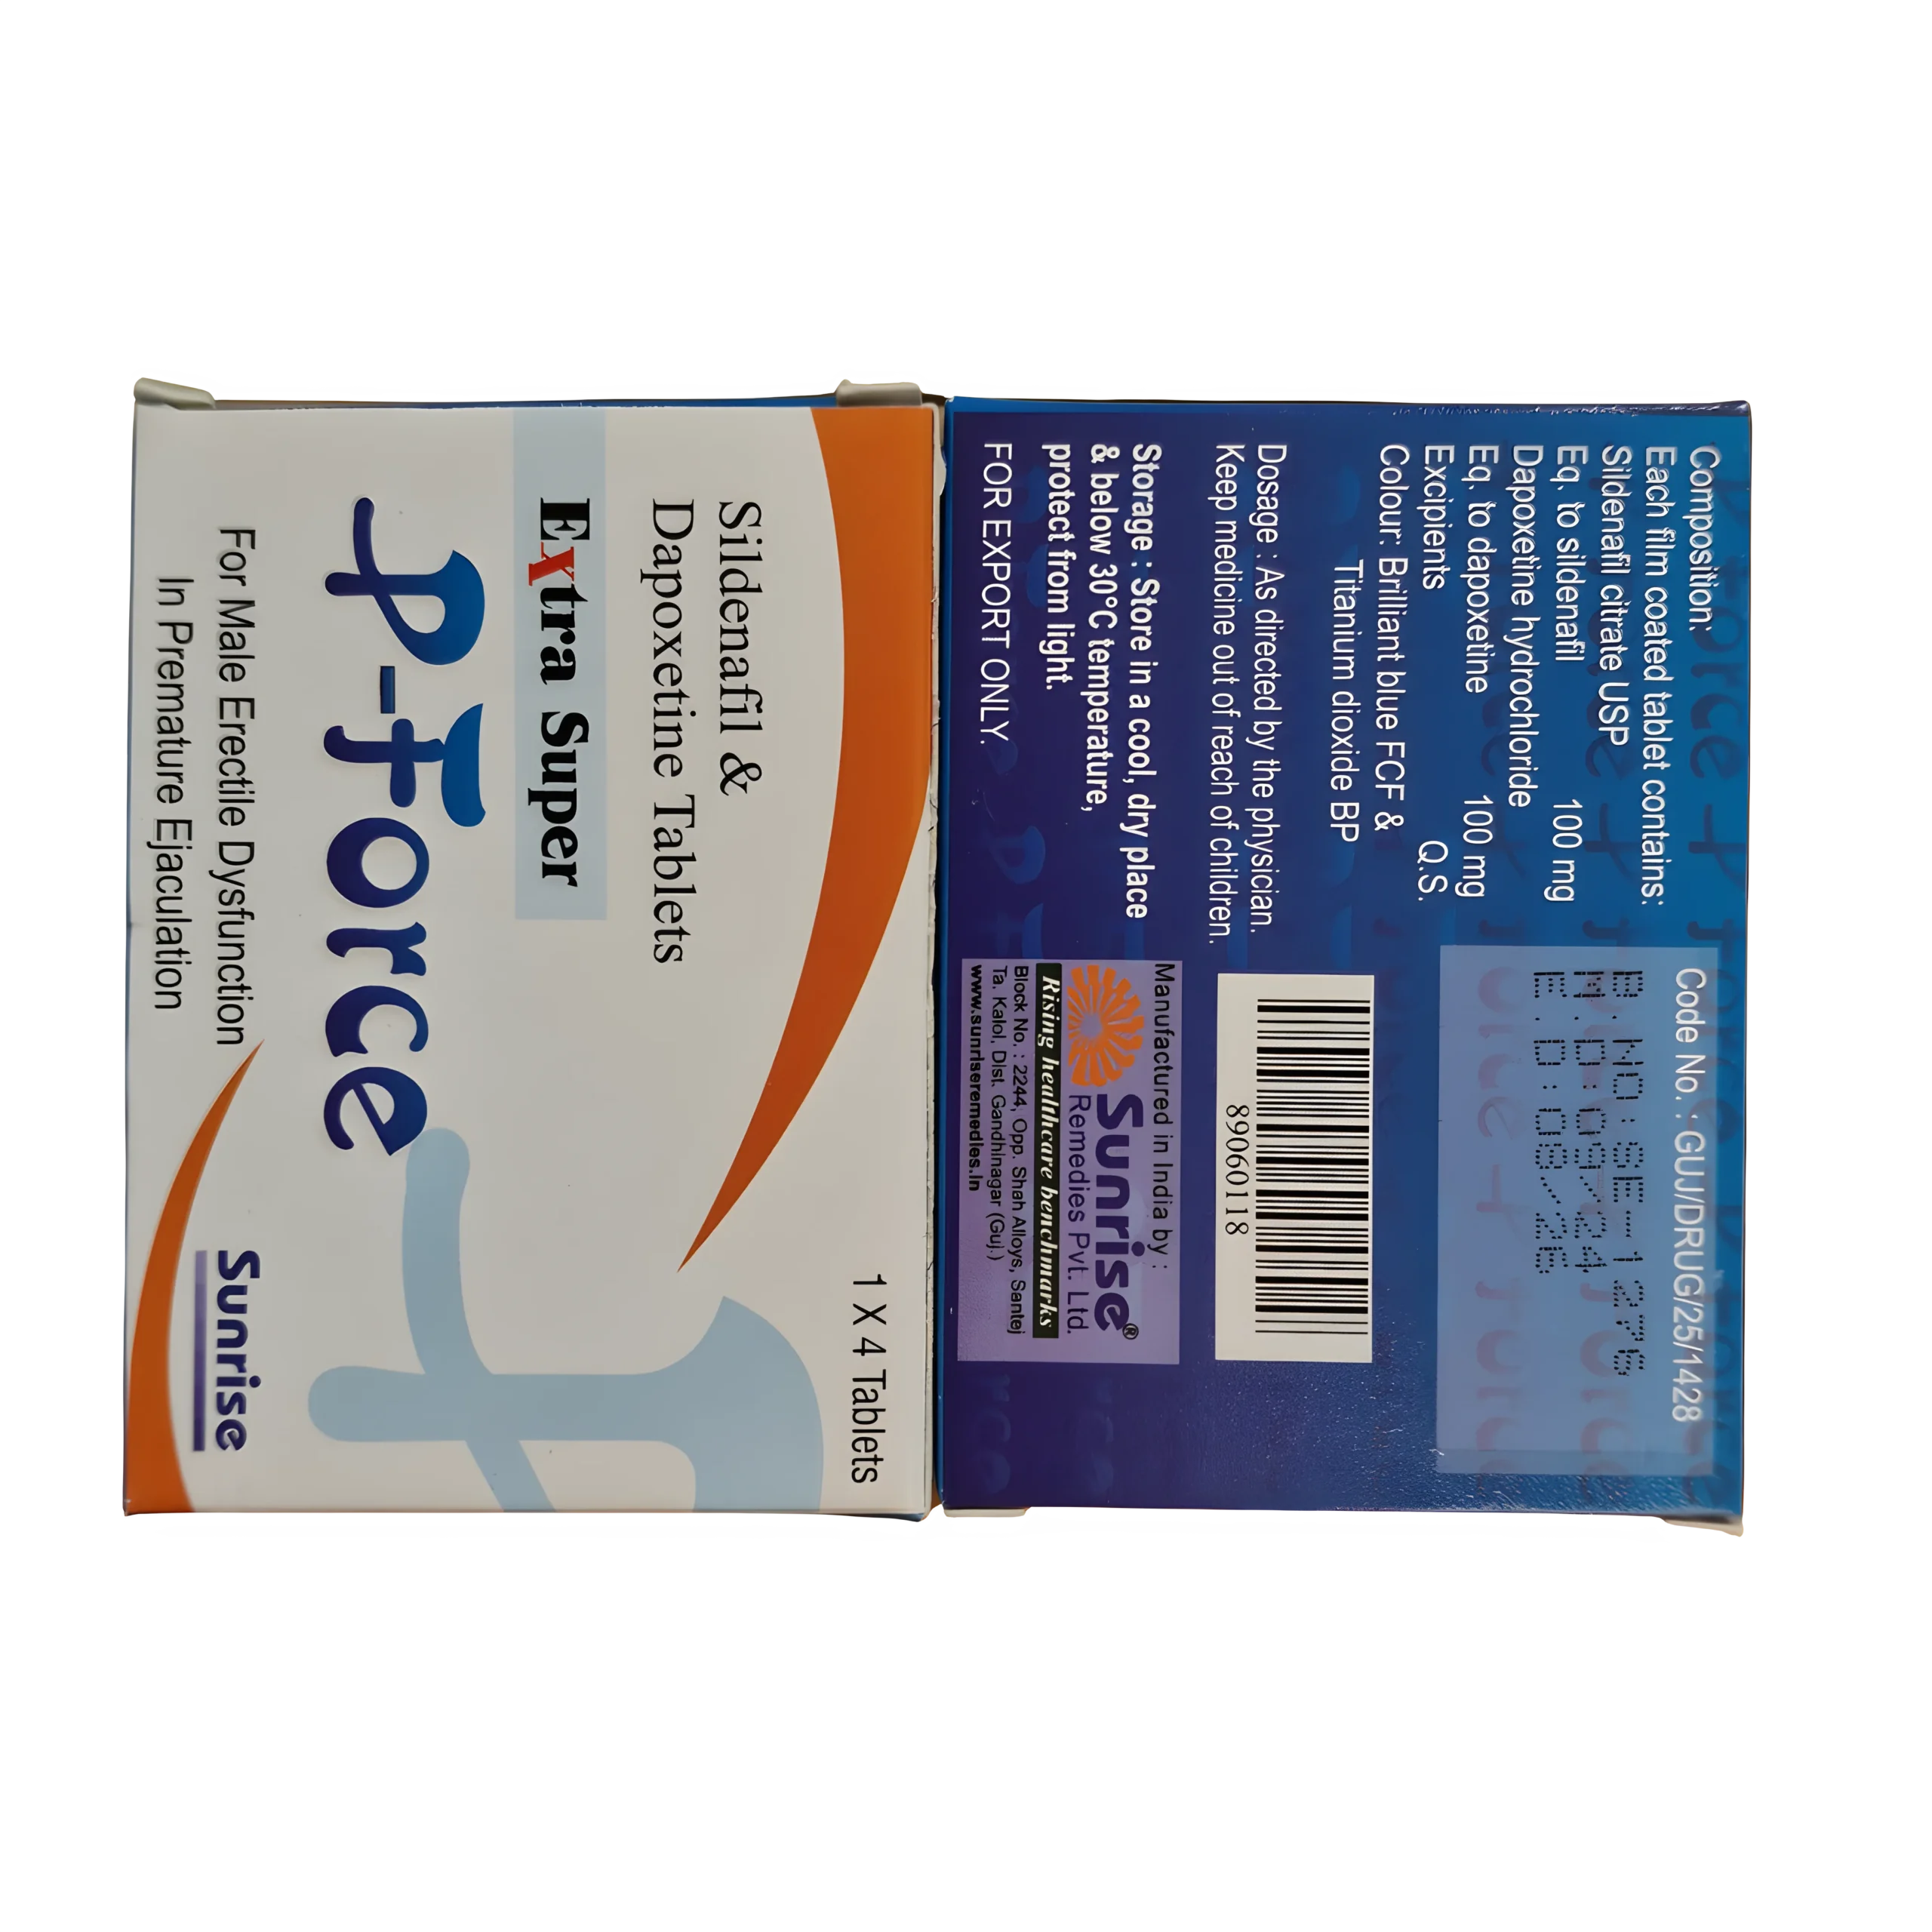 1 X 4 Tablets
Sildenafil &
Dapoxetine Tablets
Extra Super
P-Force
For Male Erectile Dysfunction
In Premature Ejaculation
Sunrise
Composition:
Each film coated tablet contains:
Sildenafil citrate USP
Eq. to sildenafil 100 mg
Dapoxetine hydrochloride
Eq. to dapoxetine 100 mg
Excipients Q.S.
Colour: Brilliant blue FCF &
Titanium dioxide BP
Dosage : As directed by the physician.
Keep medicine out of reach of children.
Storage : Store in a cool, dry place
& below 30°C temperature,
protect from light.
FOR EXPORT ONLY.
Code No. : GUJ/DRUG/25/1428
B.NO:SE-1276
M.D:09/24
E.D:08/26
89060118
Manufactured in India by :
Sunrise®
Remedies Pvt. Ltd.
Rising healthcare benchmarks
Block No. : 2244, Opp. Shah Alloys, Santej
Ta. Kalol, Dist. Gandhinagar (Guj.)
www.sunriseremedies.in